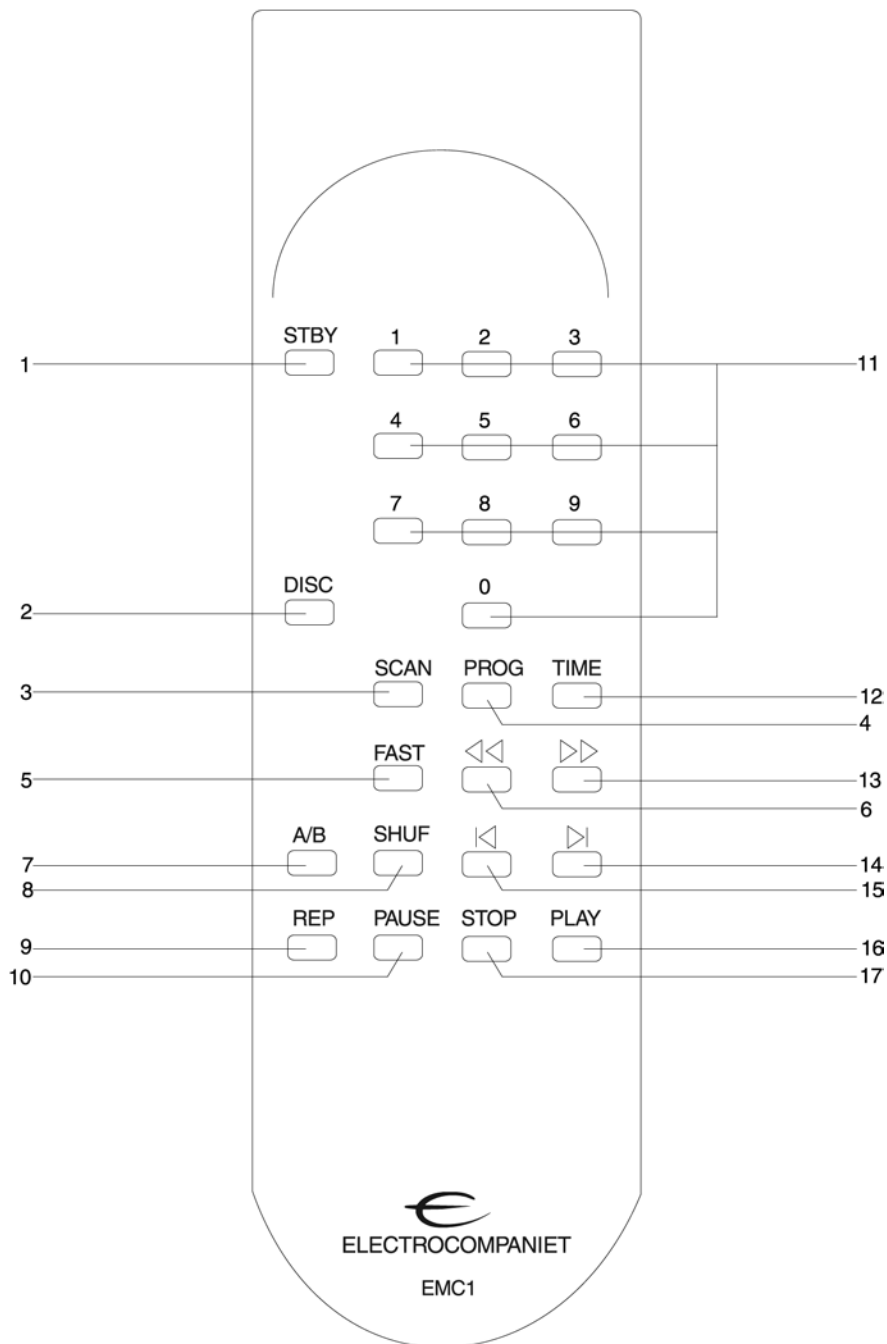 STBY 1 2 3
1 11
4 5 6
7 8 9
DISC 0
2
SCAN PROG TIME
3 12
4
FAST
5 13
6
A/B SHUF
7 14
8 15
REP PAUSE STOP PLAY
9 16
10 17
ELECTROCOMPANIET
EMC1